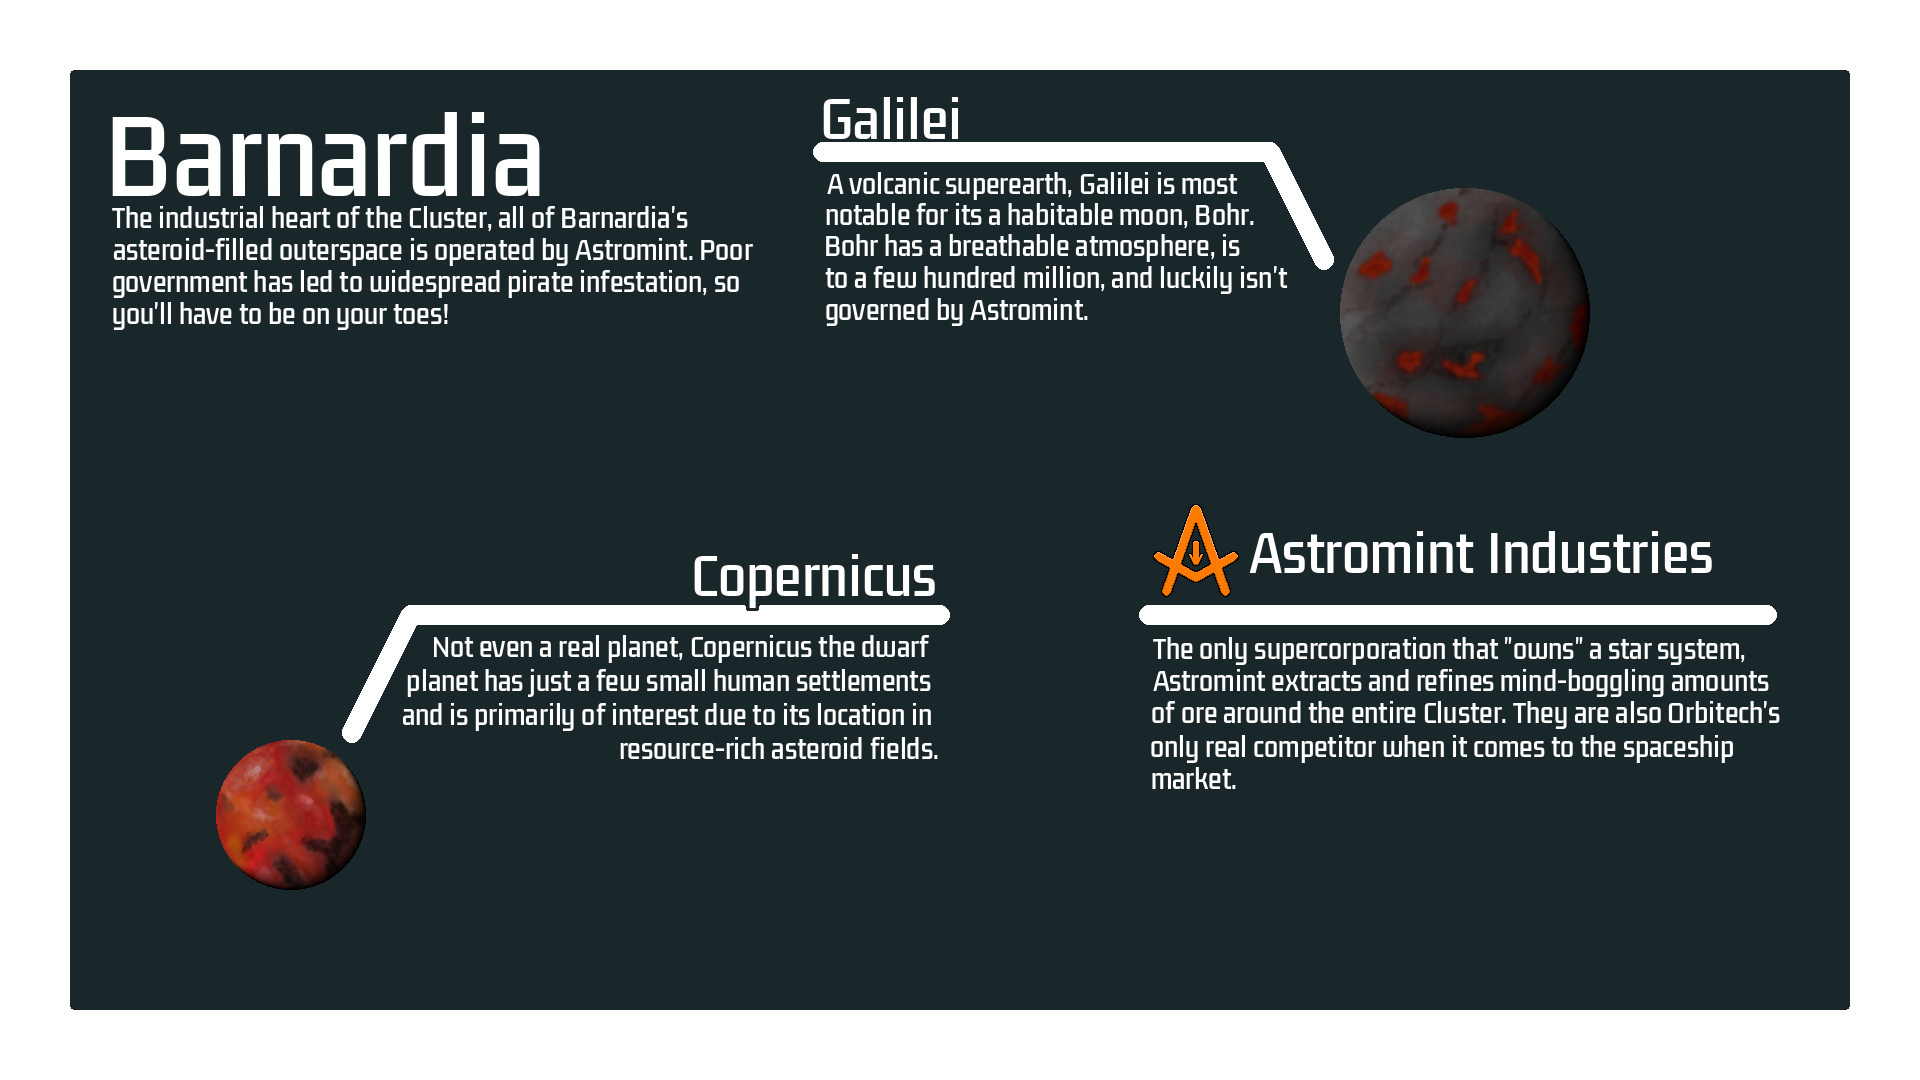 Barnardia
The industrial heart of the Cluster, all of Barnardia's
asteroid-filled outerspace is operated by Astromint. Poor
government has led to widespread pirate infestation, so
you'll have to be on your toes!
Galilei
A volcanic superearth, Galilei is most
notable for its a habitable moon, Bohr.
Bohr has a breathable atmosphere, is
to a few hundred million, and luckily isn't
governed by Astromint.
Copernicus
Not even a real planet, Copernicus the dwarf
planet has just a few small human settlements
and is primarily of interest due to its location in
resource-rich asteroid fields.
Astromint Industries
The only supercorporation that "owns" a star system,
Astromint extracts and refines mind-boggling amounts
of ore around the entire Cluster. They are also Orbitech's
only real competitor when it comes to the spaceship
market.